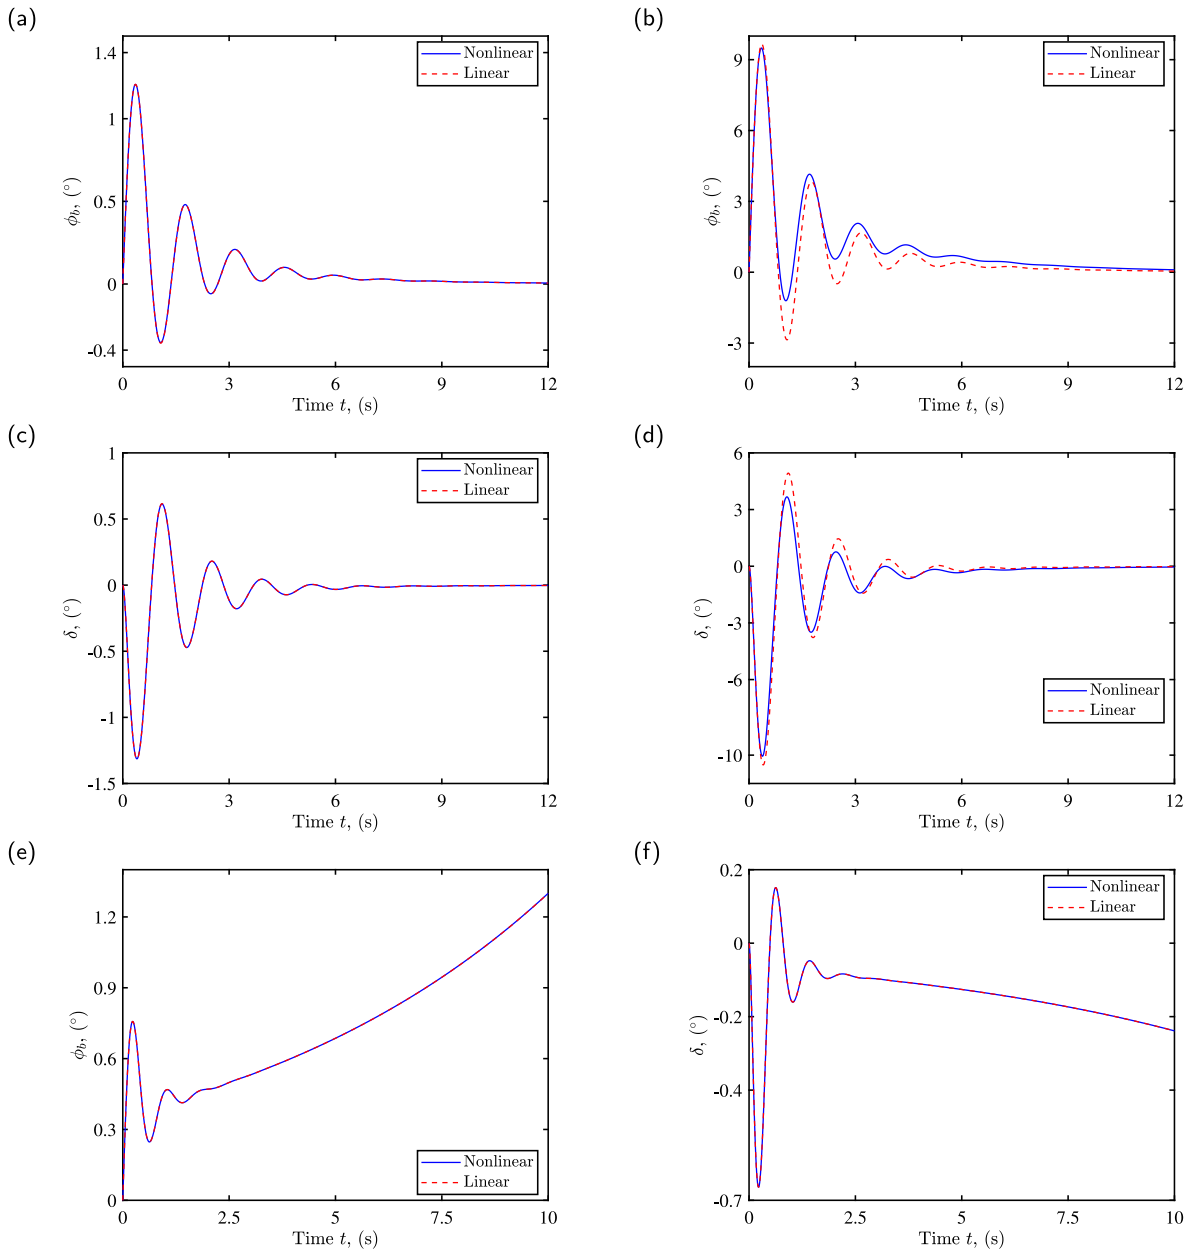 (a)
1.4
1
0.5
0
-0.4
ϕ_b, (°)
Nonlinear
Linear
0 3 6 9 12
Time t, (s)
(b)
9
6
3
0
-3
ϕ_b, (°)
Nonlinear
Linear
0 3 6 9 12
Time t, (s)
(c)
1
0.5
0
-0.5
-1
-1.5
δ, (°)
Nonlinear
Linear
0 3 6 9 12
Time t, (s)
(d)
6
3
0
-3
-6
-10
δ, (°)
Nonlinear
Linear
0 3 6 9 12
Time t, (s)
(e)
1.2
0.9
0.6
0.3
0
ϕ_b, (°)
Nonlinear
Linear
0 2.5 5 7.5 10
Time t, (s)
(f)
0.2
0
-0.2
-0.4
-0.7
δ, (°)
Nonlinear
Linear
0 2.5 5 7.5 10
Time t, (s)